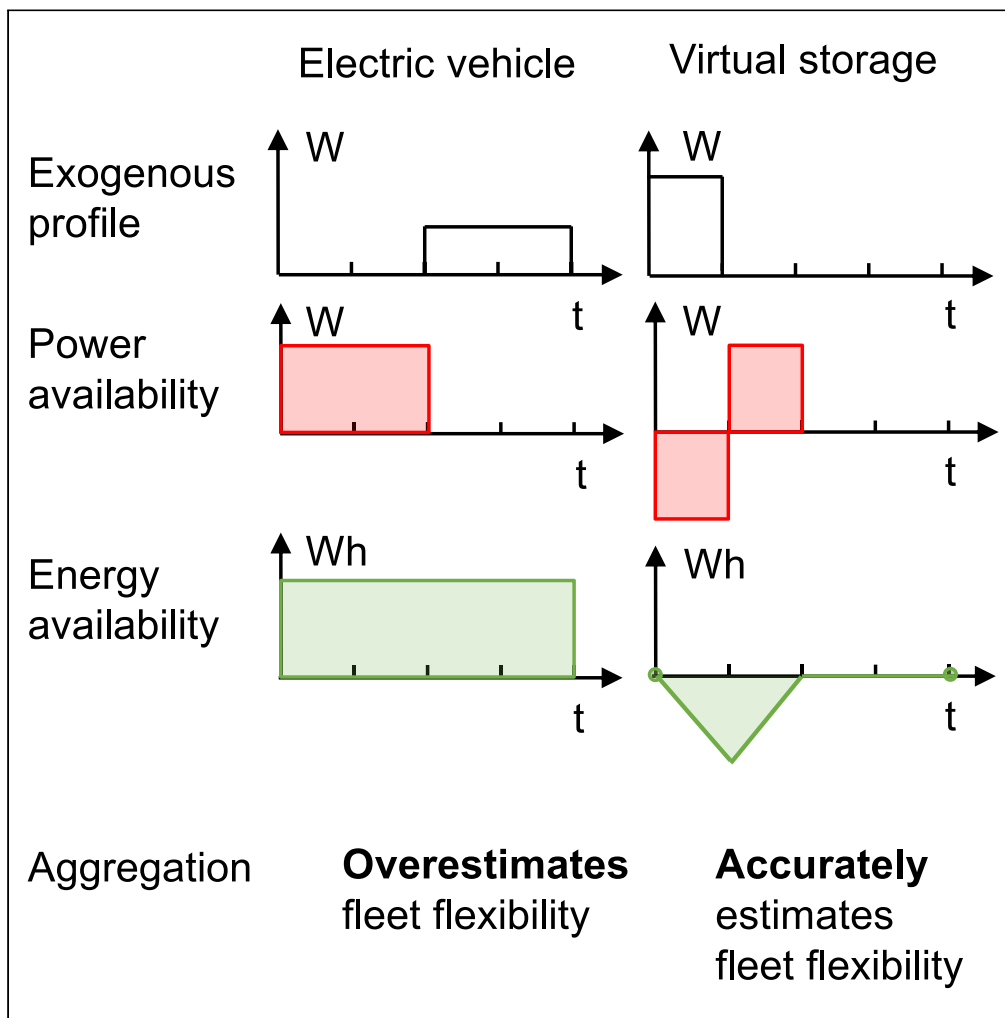 Electric vehicle
Virtual storage
Exogenous
profile
W
t
W
t
Power
availability
W
t
W
t
Energy
availability
Wh
t
Wh
t
Aggregation
Overestimates
fleet flexibility
Accurately
estimates
fleet flexibility